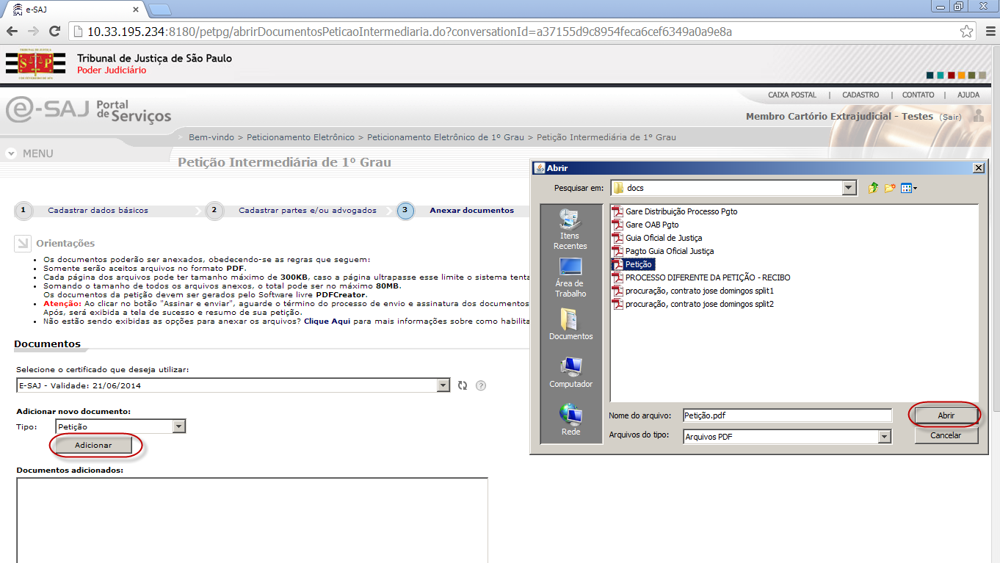 e-SAJ
10.33.195.234:8180/petpg/abrirDocumentosPeticaoIntermediaria.do?conversationId=a37155d9c8954feca6cef6349a0a9e8a
S P
Tribunal de Justiça de São Paulo
Poder Judiciário
CAIXA POSTAL | CADASTRO | CONTATO | AJUDA
e-SAJ Portal de Serviços
Membro Cartório Extrajudicial - Testes (Sair)
Bem-vindo > Peticionamento Eletrônico > Peticionamento Eletrônico de 1º Grau > Petição Intermediária de 1º Grau
MENU
Petição Intermediária de 1º Grau
1 Cadastrar dados básicos 2 Cadastrar partes e/ou advogados 3 Anexar documentos
Orientações
Os documentos poderão ser anexados, obedecendo-se as regras que seguem:
Somente serão aceitos arquivos no formato PDF.
Cada página dos arquivos pode ter tamanho máximo de 300KB, caso a página ultrapasse esse limite o sistema tenta
Somando o tamanho de todos os arquivos anexos, o total pode ser no máximo 80MB.
Os documentos da petição devem ser gerados pelo Software livre PDFCreator.
Atenção: Ao clicar no botão "Assinar e enviar", aguarde o término do processo de envio e assinatura dos documentos
Após, será exibida a tela de sucesso e resumo de sua petição.
Não estão sendo exibidas as opções para anexar os arquivos? Clique Aqui para mais informações sobre como habilita
Documentos
Selecione o certificado que deseja utilizar:
E-SAJ - Validade: 21/06/2014
?
Adicionar novo documento:
Tipo: Petição
Adicionar
Documentos adicionados:
Abrir
Pesquisar em: docs
Itens
Recentes
Área de
Trabalho
Documentos
Computador
Rede
Gare Distribuição Processo Pgto
Gare OAB Pgto
Guia Oficial de Justiça
Pagto Guia Oficial Justiça
Petição
PROCESSO DIFERENTE DA PETIÇÃO - RECIBO
procuração, contrato jose domingos split1
procuração, contrato jose domingos split2
Nome do arquivo: Petição.pdf
Abrir
Arquivos do tipo: Arquivos PDF
Cancelar